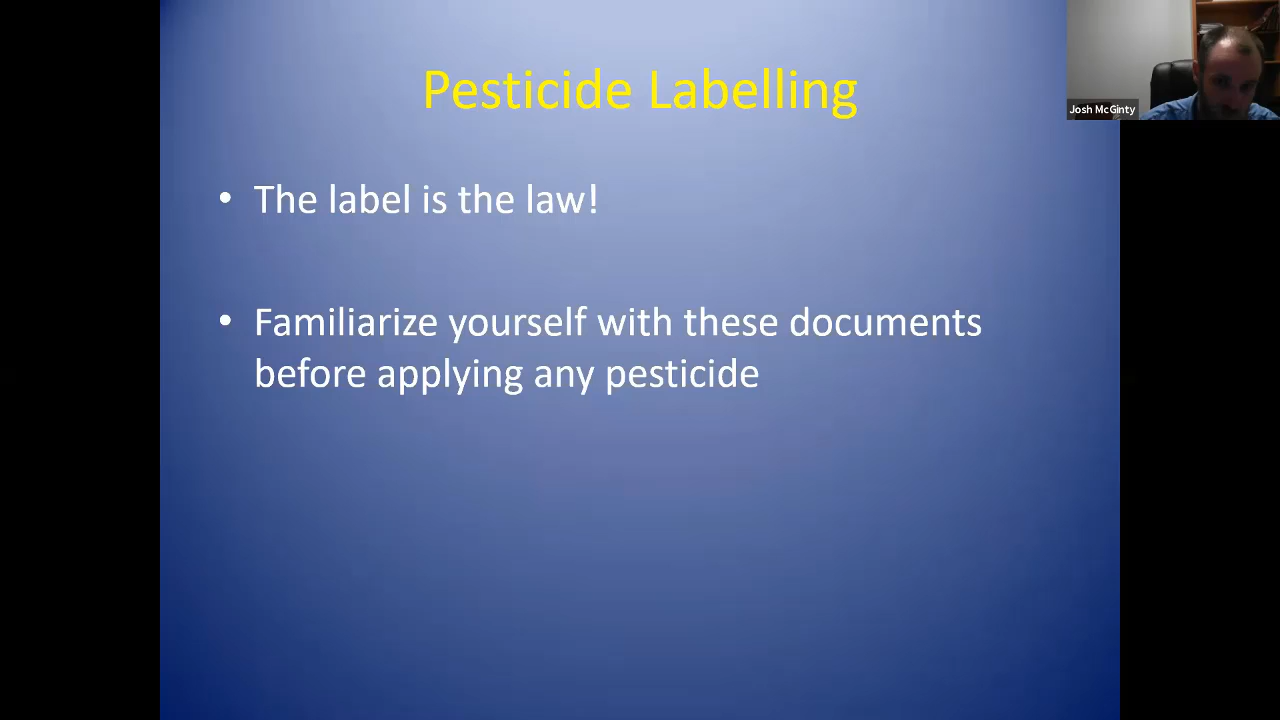 Pesticide Labelling
Josh McGinty
• The label is the law!
• Familiarize yourself with these documents
before applying any pesticide